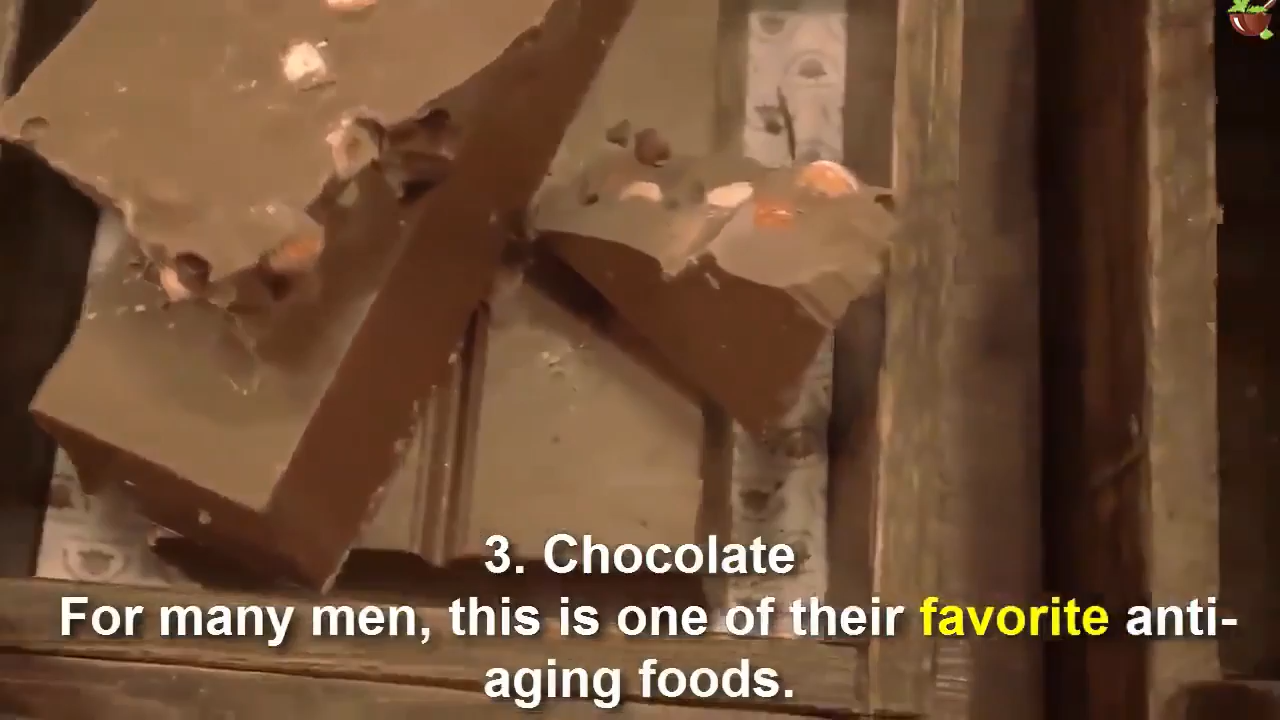 3. Chocolate
For many men, this is one of their favorite anti-
aging foods.